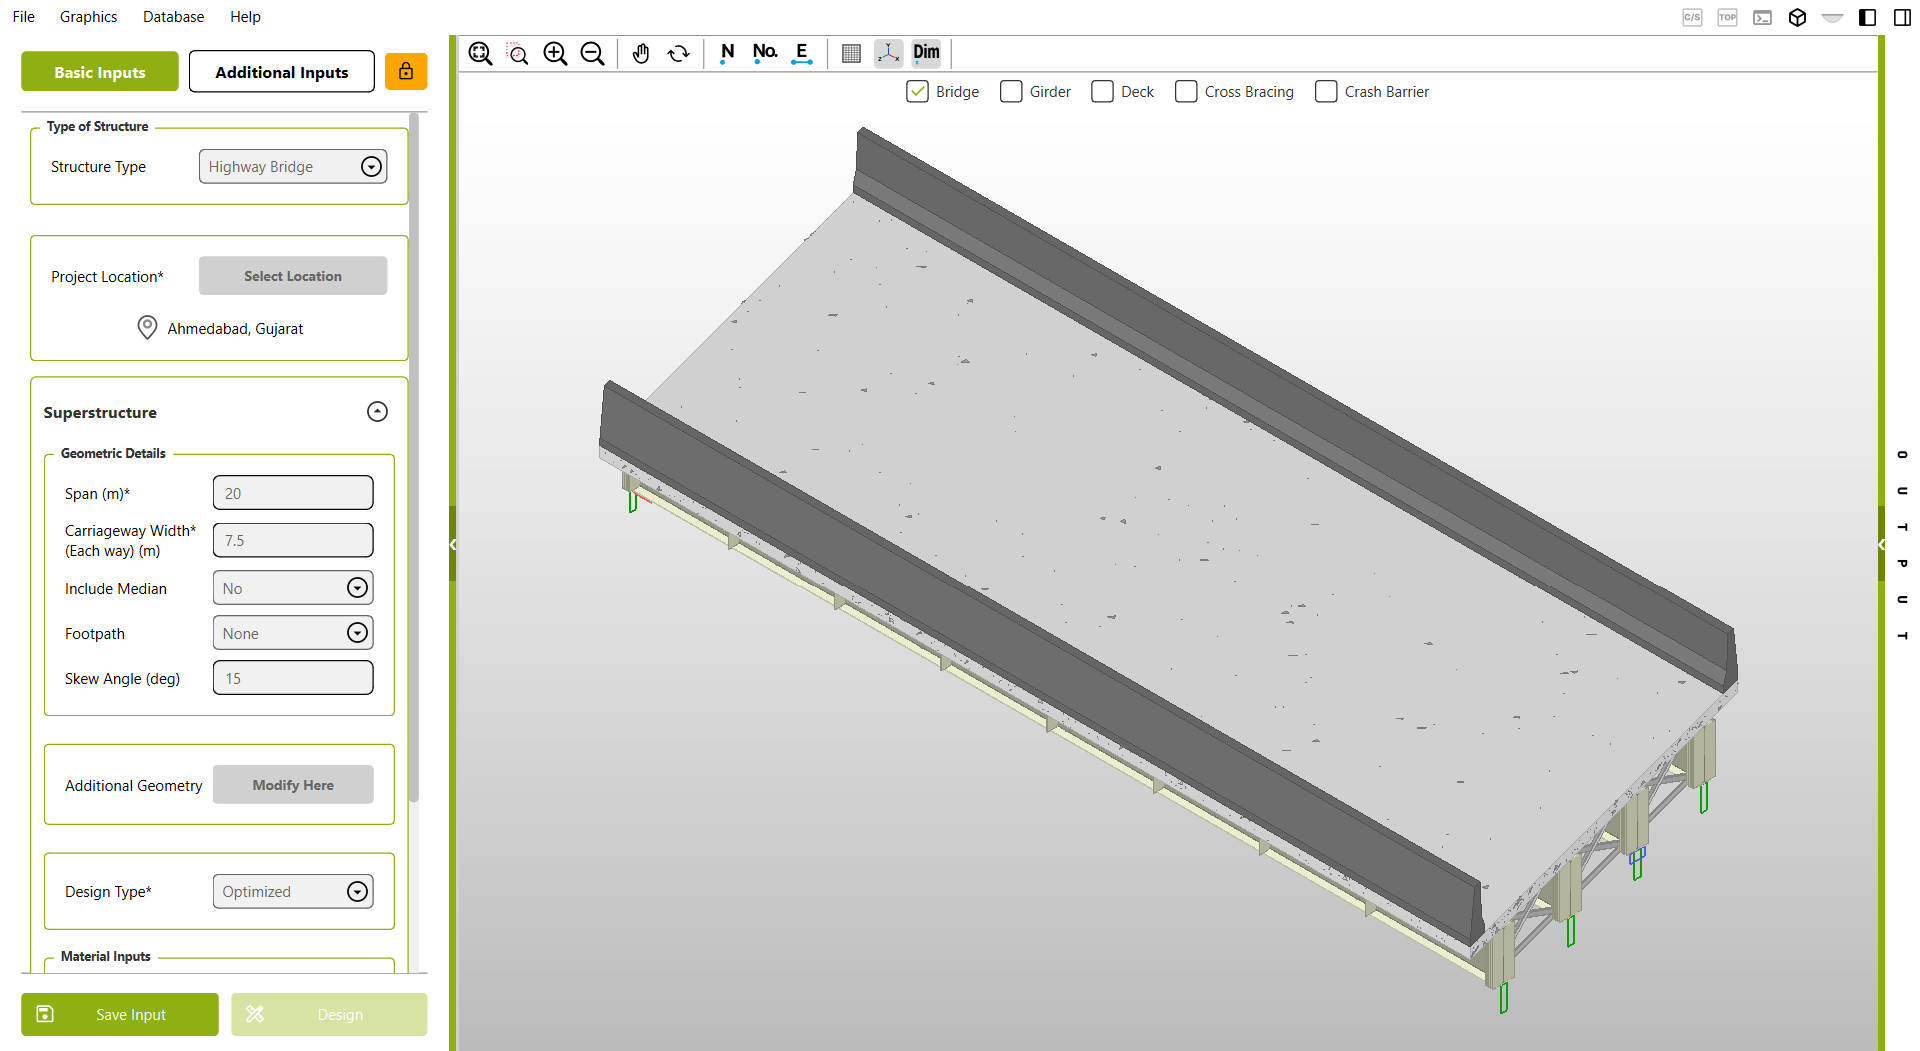 File Graphics Database Help
C/S TOP
Basic Inputs Additional Inputs
N No. E Dim
Bridge Girder Deck Cross Bracing Crash Barrier
Type of Structure
Structure Type Highway Bridge
Project Location* Select Location
Ahmedabad, Gujarat
Superstructure
Geometric Details
Span (m)* 20
Carriageway Width*
(Each way) (m) 7.5
Include Median No
Footpath None
Skew Angle (deg) 15
Additional Geometry Modify Here
Design Type* Optimized
Material Inputs
Save Input Design
OUTPUT